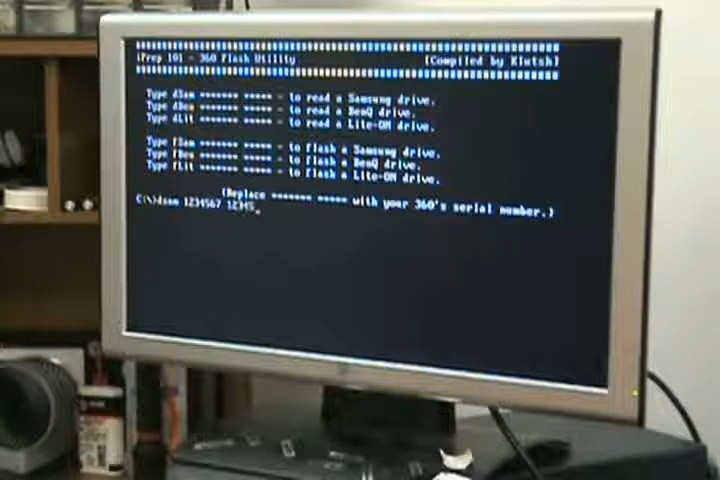 [Prep 101 - 360 Flash Utility [Compiled by Klutsh]
Type dSam ======= ===== - to read a Samsung drive.
Type dBen ======= ===== - to read a BenQ drive.
Type dLit ======= ===== - to read a Lite-ON drive.
Type fSam ======= ===== - to flash a Samsung drive.
Type fBen ======= ===== - to flash a BenQ drive.
Type fLit ======= ===== - to flash a Lite-ON drive.
(Replace ======= ===== with your 360's serial number.)
C:\>dsam 1234567 12345_